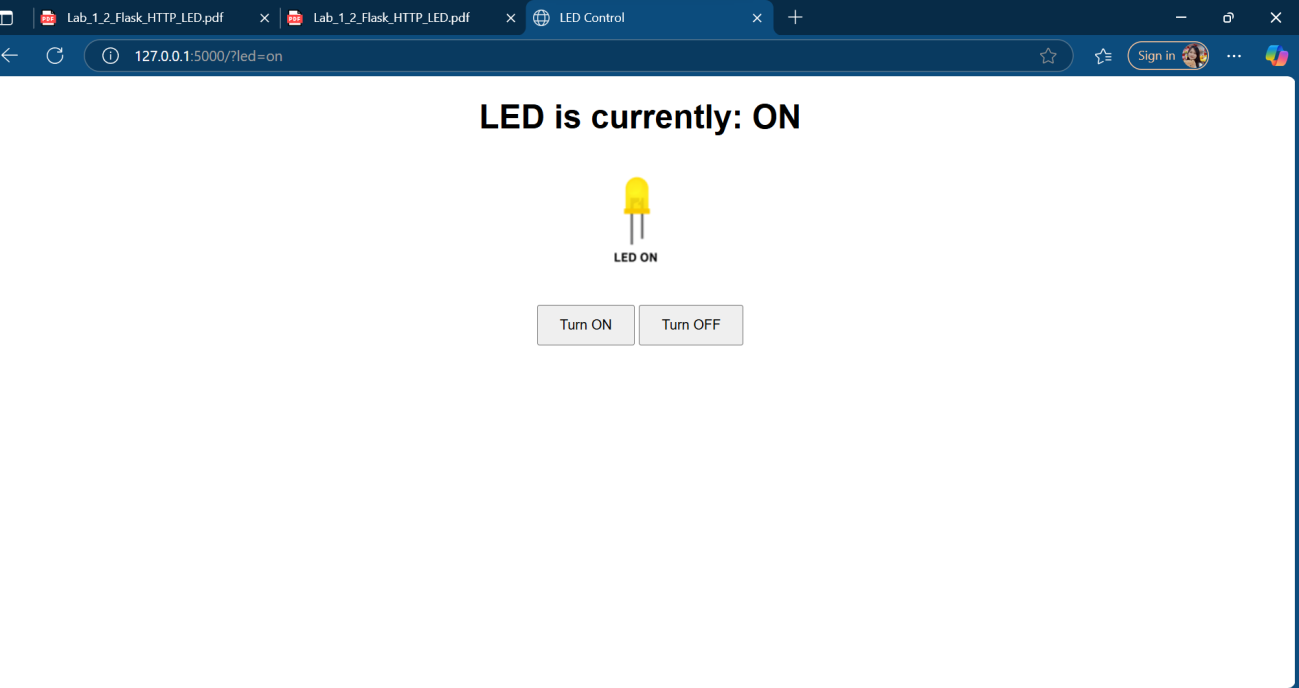 Lab_1_2_Flask_HTTP_LED.pdf
Lab_1_2_Flask_HTTP_LED.pdf
LED Control
127.0.0.1:5000/?led=on
Sign in
LED is currently: ON
LED ON
Turn ON
Turn OFF